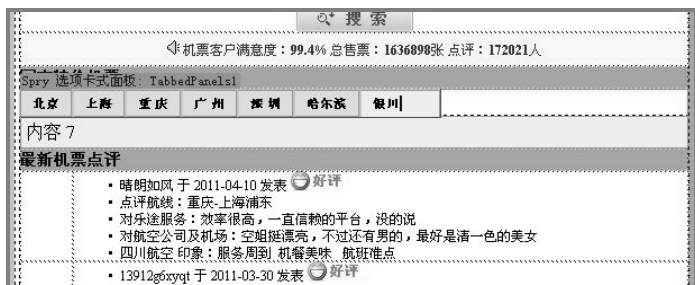 搜 索
机票客户满意度：99.4% 总售票：1636898张 点评：172021人
Spry 选项卡式面板: TabbedPanels1
北京 上海 重庆 广州 深圳 哈尔滨 银川
内容 7
最新机票点评
• 晴朗如风 于 2011-04-10 发表 好评
• 点评航线：重庆-上海浦东
• 对乐途服务：效率很高，一直信赖的平台，没的说
• 对航空公司及机场：空姐挺漂亮，不过还有男的，最好是清一色的美女
• 四川航空 印象：服务周到 机餐美味 航班准点
• 13912g6xyqt 于 2011-03-30 发表 好评